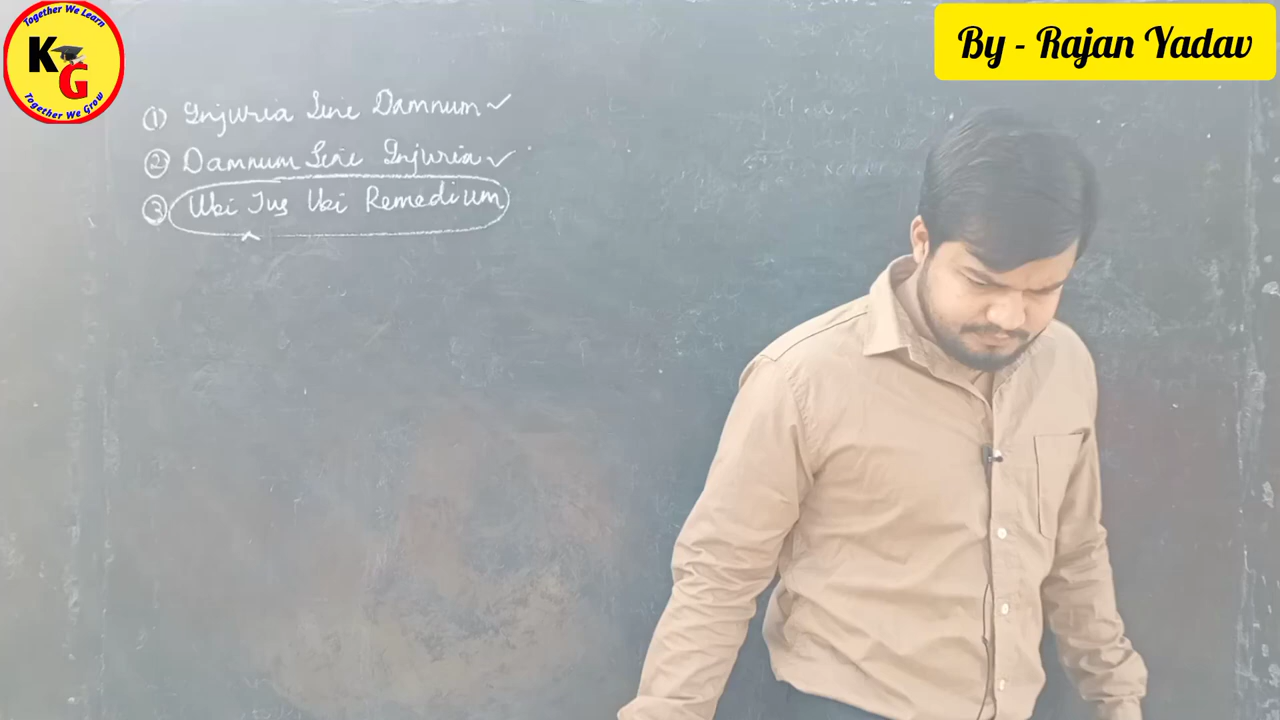 Together We Learn
KG
Together We Grow
By - Rajan Yadav
① Injuria Sine Damnum ✓
② Damnum Sine Injuria ✓
③ Ubi Jus Ubi Remedium